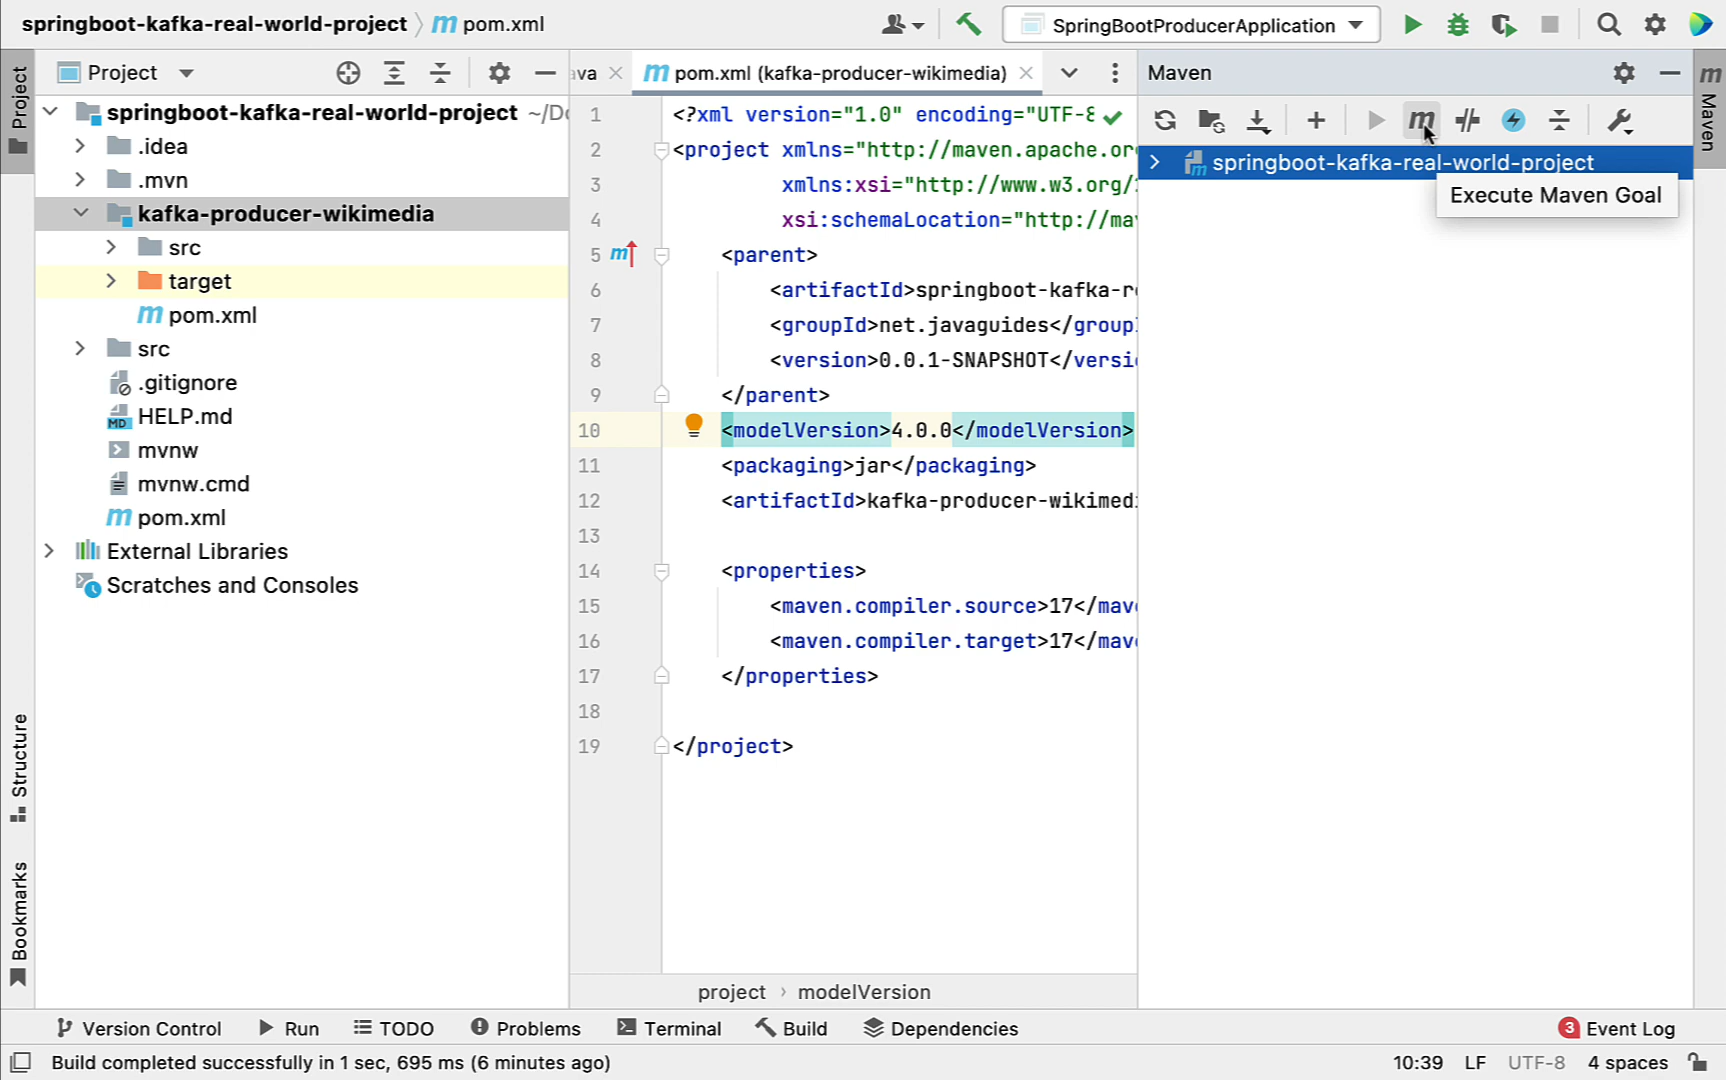 springboot-kafka-real-world-project pom.xml
SpringBootProducerApplication
Project
Project
springboot-kafka-real-world-project ~/Do
.idea
.mvn
kafka-producer-wikimedia
src
target
pom.xml
src
.gitignore
HELP.md
mvnw
mvnw.cmd
pom.xml
External Libraries
Scratches and Consoles
Structure
Bookmarks
ava
pom.xml (kafka-producer-wikimedia)
1 <?xml version="1.0" encoding="UTF-8
2 <project xmlns="http://maven.apache.or
3 xmlns:xsi="http://www.w3.org/
4 xsi:schemaLocation="http://ma
5 <parent>
6 <artifactId>springboot-kafka-r
7 <groupId>net.javaguides</group
8 <version>0.0.1-SNAPSHOT</versi
9 </parent>
10 <modelVersion>4.0.0</modelVersion>
11 <packaging>jar</packaging>
12 <artifactId>kafka-producer-wikimed
13
14 <properties>
15 <maven.compiler.source>17</mav
16 <maven.compiler.target>17</mav
17 </properties>
18
19 </project>
project › modelVersion
Maven
springboot-kafka-real-world-project
Execute Maven Goal
Maven
Version Control Run TODO Problems Terminal Build Dependencies 3 Event Log
Build completed successfully in 1 sec, 695 ms (6 minutes ago) 10:39 LF UTF-8 4 spaces